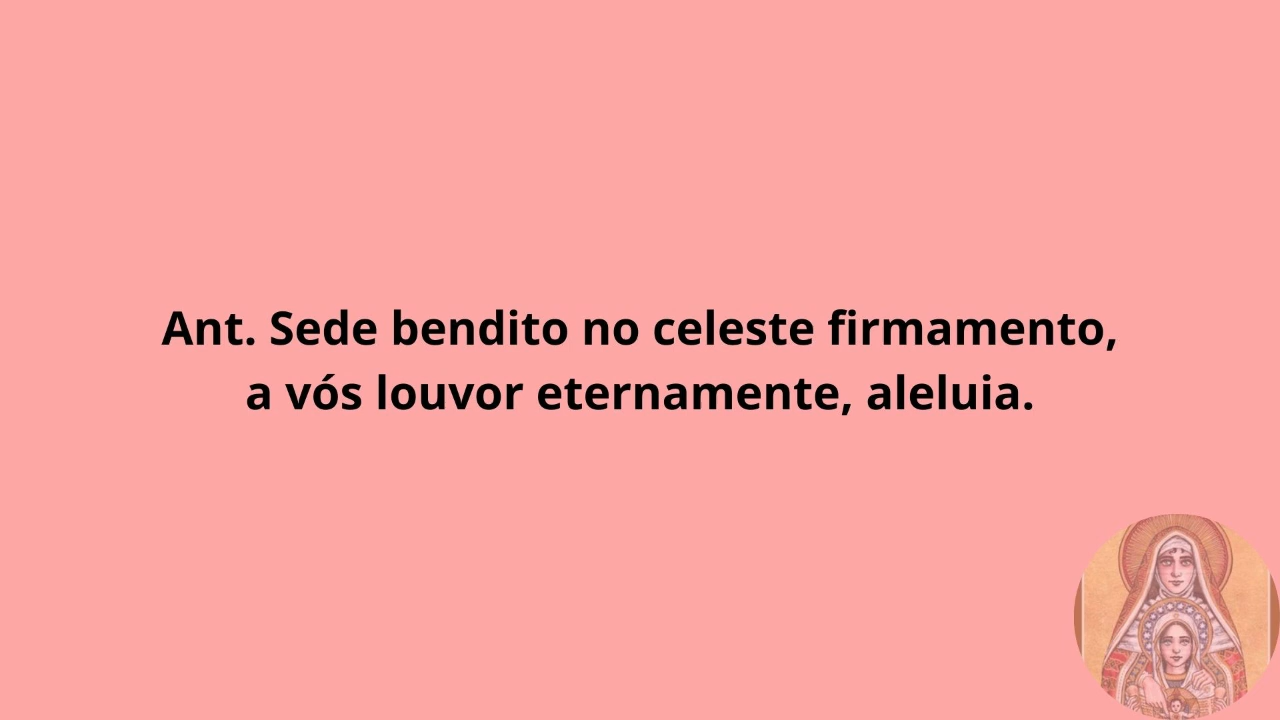 Ant. Sede bendito no celeste firmamento,
a vós louvor eternamente, aleluia.